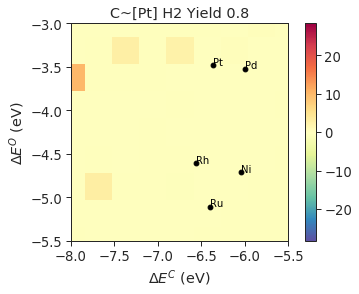 C~[Pt] H2 Yield 0.8
−3.0
−3.5
−4.0
−4.5
−5.0
−5.5
ΔE^O (eV)
Pt
Pd
Rh
Ni
Ru
−8.0 −7.5 −7.0 −6.5 −6.0 −5.5
ΔE^C (eV)
20
10
0
−10
−20